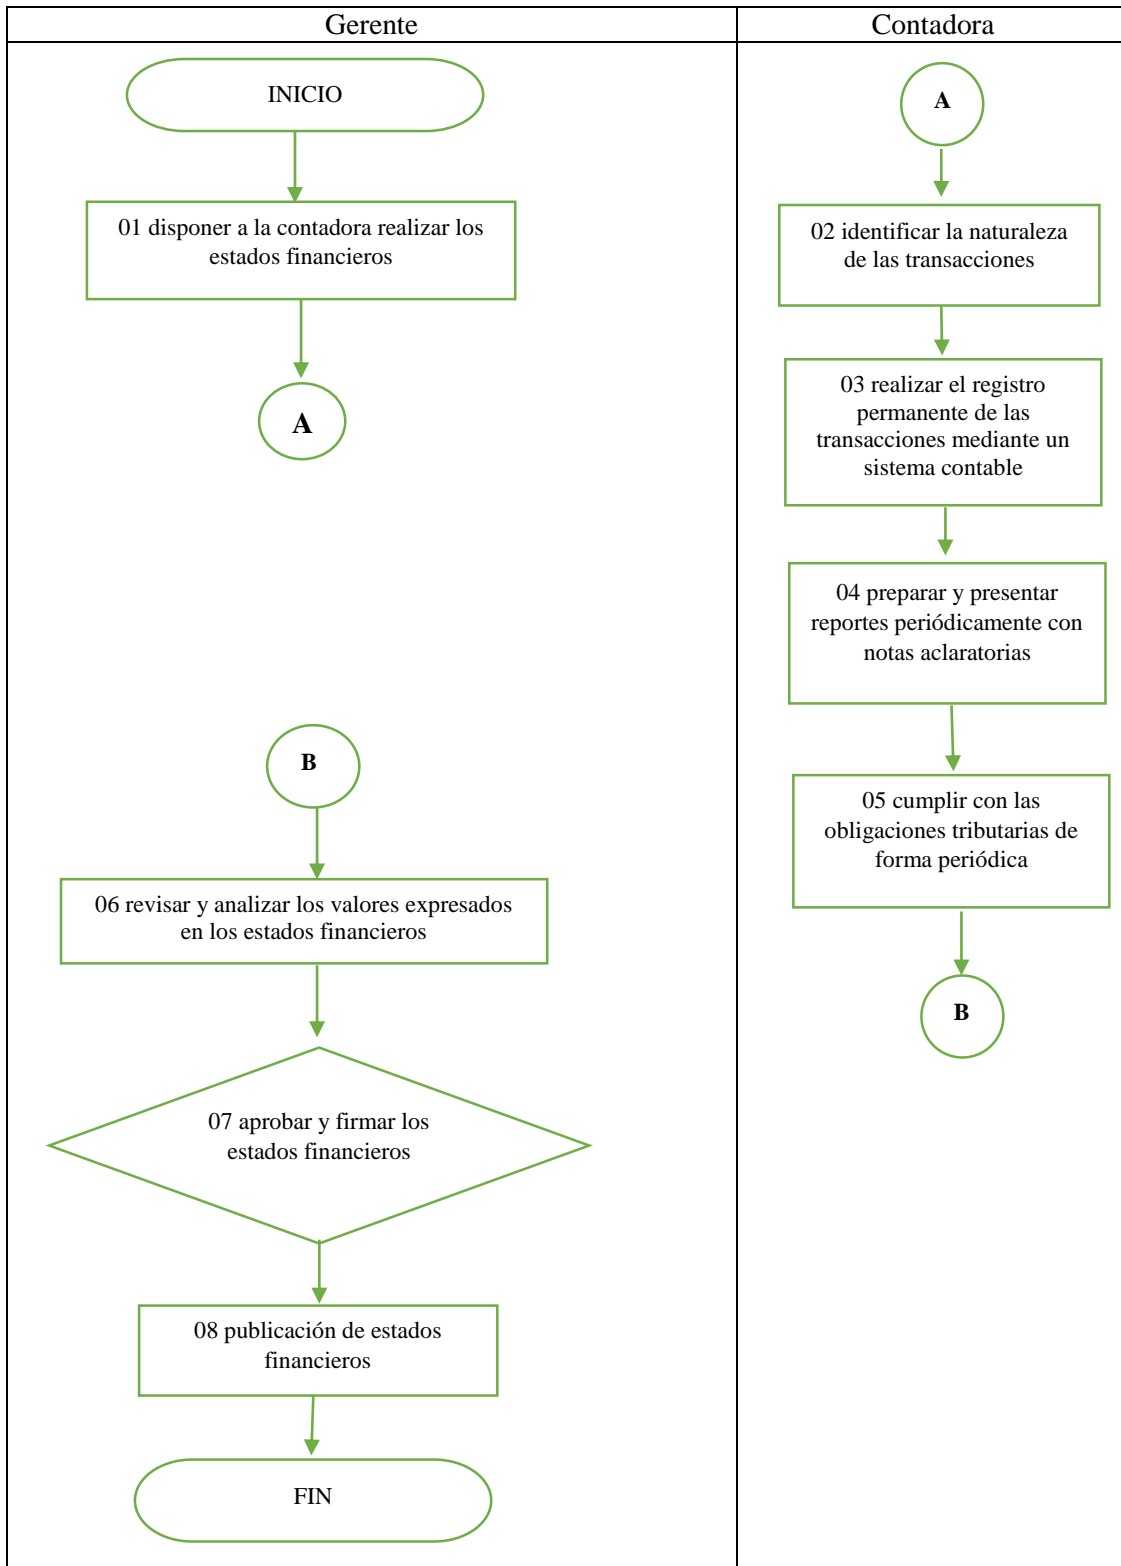 Gerente
INICIO
01 disponer a la contadora realizar los
estados financieros
A
B
06 revisar y analizar los valores expresados
en los estados financieros
07 aprobar y firmar los
estados financieros
08 publicación de estados
financieros
FIN
Contadora
A
02 identificar la naturaleza
de las transacciones
03 realizar el registro
permanente de las
transacciones mediante un
sistema contable
04 preparar y presentar
reportes periódicamente con
notas aclaratorias
05 cumplir con las
obligaciones tributarias de
forma periódica
B